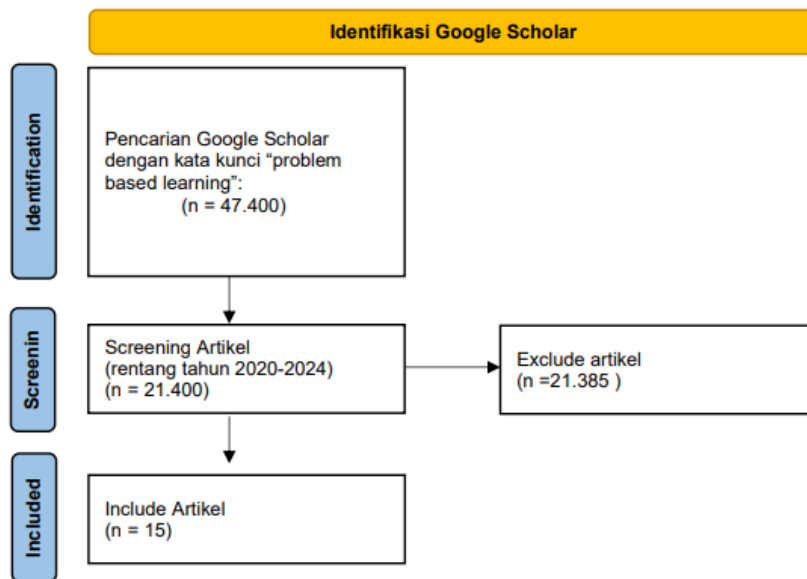 Identifikasi Google Scholar
Identification
Pencarian Google Scholar
dengan kata kunci “problem
based learning”:
(n = 47.400)
Screenin
Screening Artikel
(rentang tahun 2020-2024)
(n = 21.400)
Exclude artikel
(n =21.385 )
Included
Include Artikel
(n = 15)